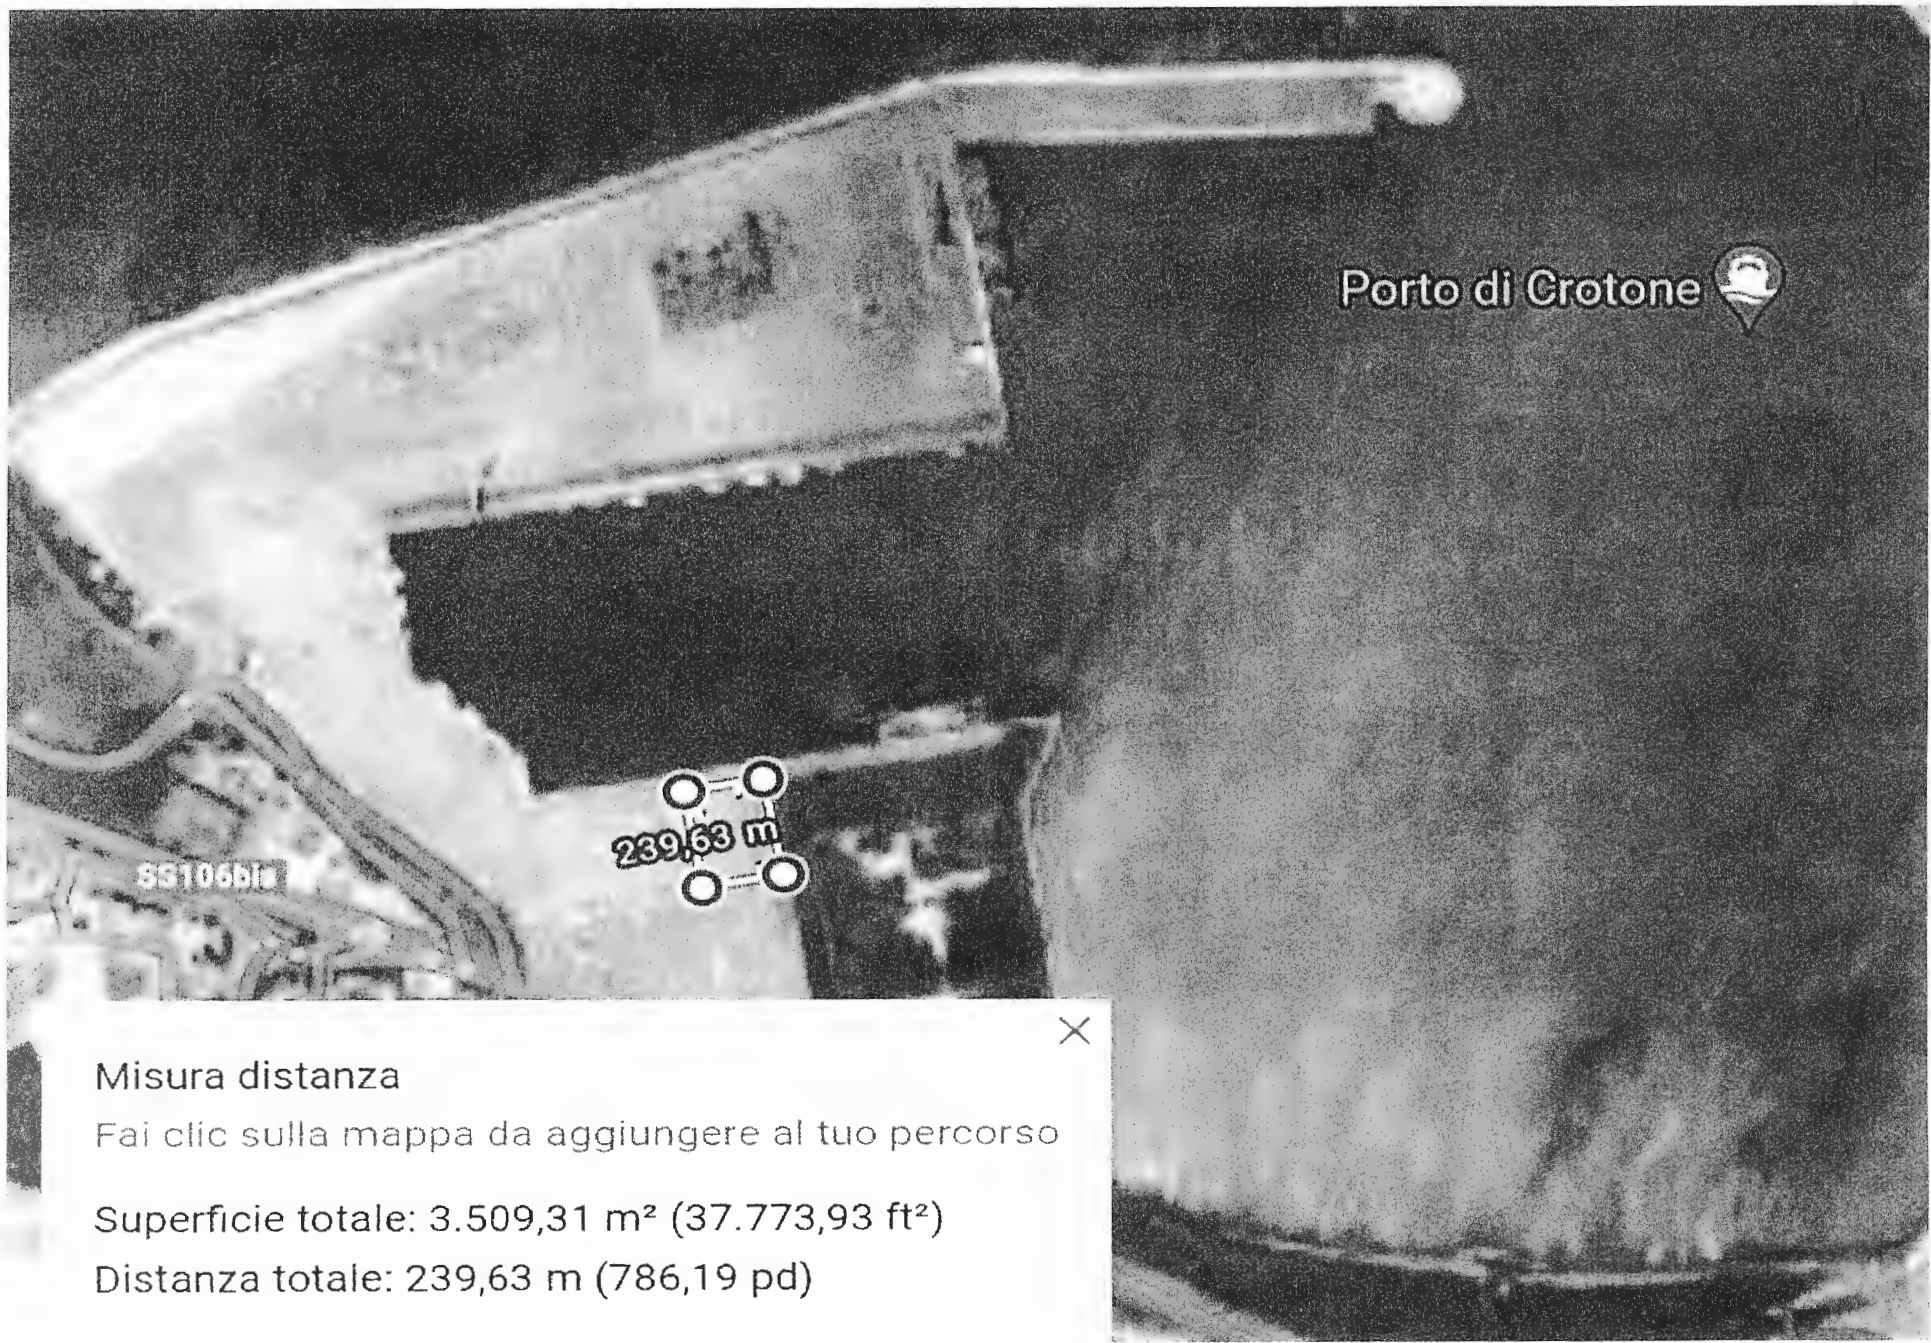 Porto di Crotone
239,63 m
SS106bis
Misura distanza
Fai clic sulla mappa da aggiungere al tuo percorso
Superficie totale: 3.509,31 m² (37.773,93 ft²)
Distanza totale: 239,63 m (786,19 pd)